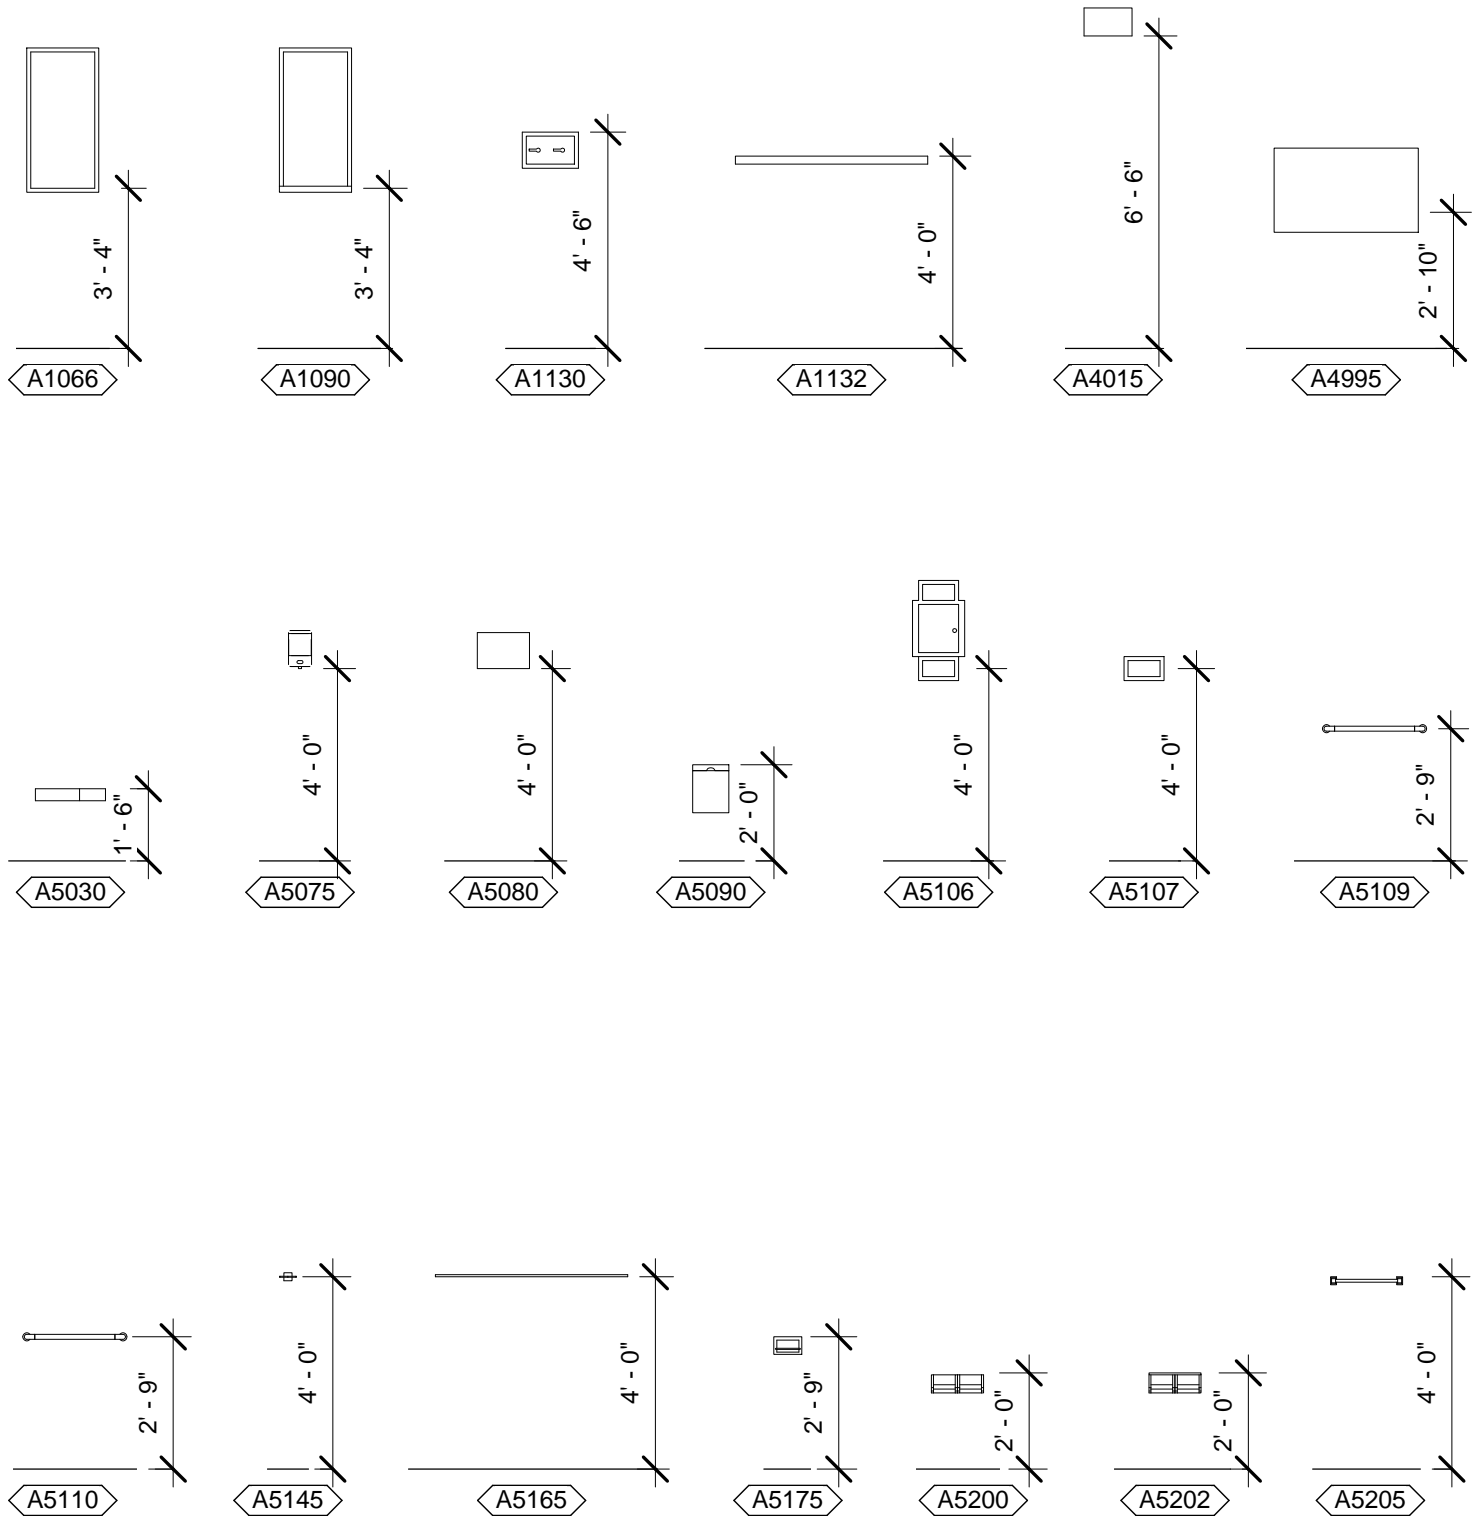 3' - 4"
3' - 4"
4' - 6"
4' - 0"
6' - 6"
2' - 10"
A1066
A1090
A1130
A1132
A4015
A4995
1' - 6"
4' - 0"
4' - 0"
2' - 0"
4' - 0"
4' - 0"
2' - 9"
A5030
A5075
A5080
A5090
A5106
A5107
A5109
2' - 9"
4' - 0"
4' - 0"
2' - 9"
2' - 0"
2' - 0"
4' - 0"
A5110
A5145
A5165
A5175
A5200
A5202
A5205